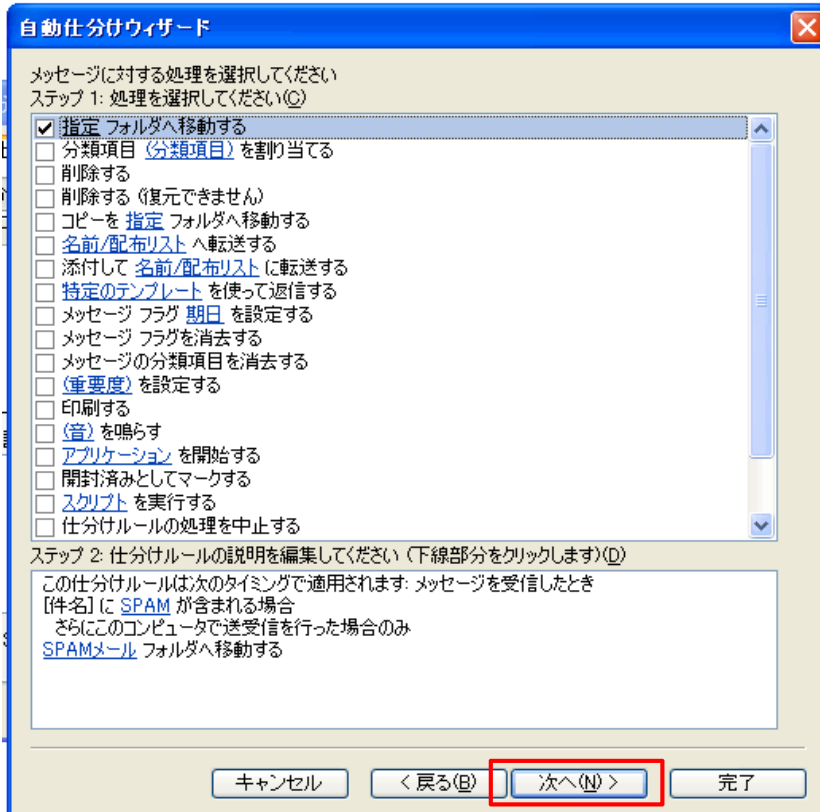 自動仕分けウィザード
メッセージに対する処理を選択してください
ステップ 1: 処理を選択してください(C)
指定 フォルダへ移動する
分類項目 (分類項目) を割り当てる
削除する
削除する (復元できません)
コピーを 指定 フォルダへ移動する
名前/配布リスト へ転送する
添付して 名前/配布リスト に転送する
特定のテンプレート を使って返信する
メッセージ フラグ 期日 を設定する
メッセージ フラグを消去する
メッセージの分類項目を消去する
(重要度) を設定する
印刷する
(音) を鳴らす
アプリケーション を開始する
開封済みとしてマークする
スクリプト を実行する
仕分けルールの処理を中止する
ステップ 2: 仕分けルールの説明を編集してください (下線部分をクリックします)(D)
この仕分けルールは次のタイミングで適用されます: メッセージを受信したとき
[件名] に SPAM が含まれる場合
さらにこのコンピュータで送受信を行った場合のみ
SPAMメール フォルダへ移動する
キャンセル < 戻る(B) 次へ(N) > 完了